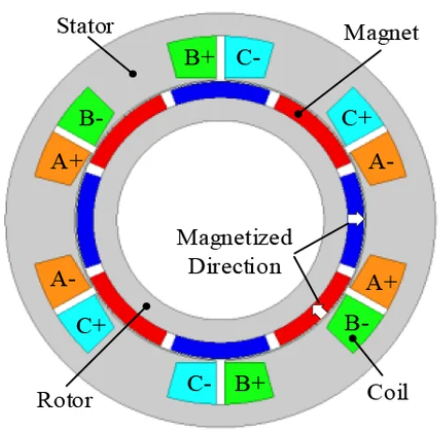 Stator
Magnet
B+ C-
B- C+
A+ A-
Magnetized
Direction
A- A+
C+ B-
C- B+
Rotor
Coil